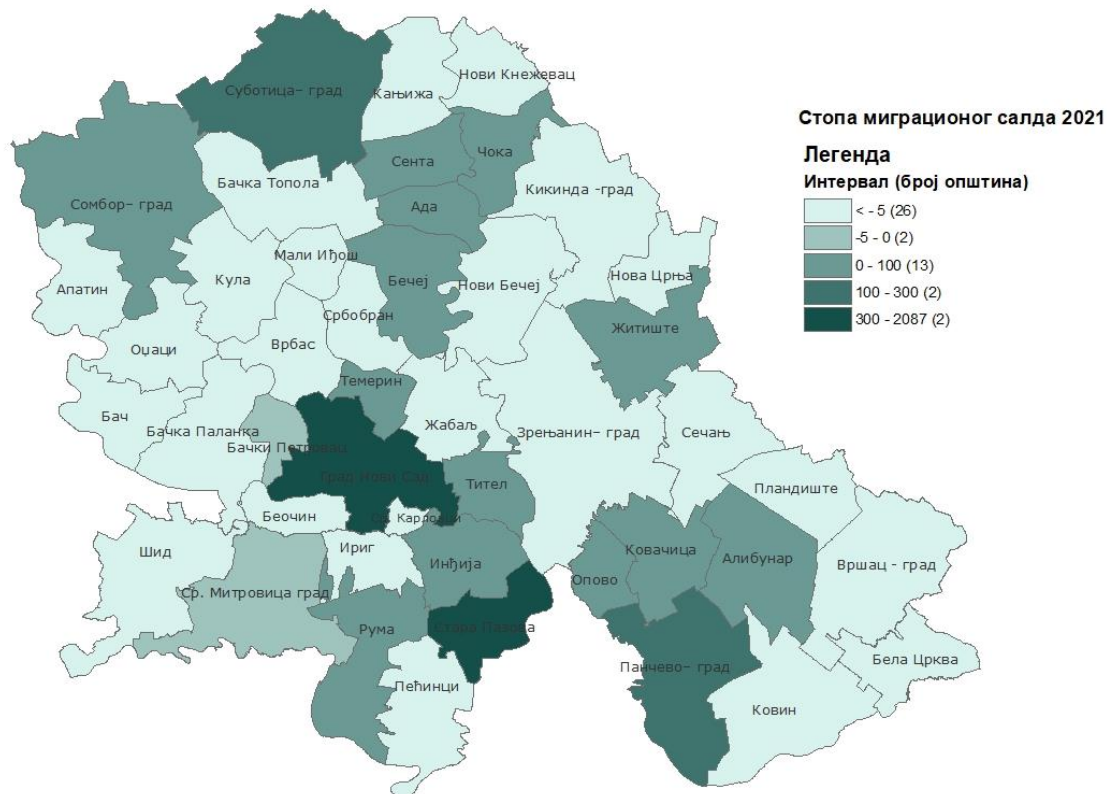 Стопа миграционог салда 2021
Легенда
Интервал (број општина)
< - 5 (26)
-5 - 0 (2)
0 - 100 (13)
100 - 300 (2)
300 - 2087 (2)
Суботица- град
Кањижа
Нови Кнежевац
Сента
Чока
Бачка Топола
Кикинда -град
Сомбор- град
Ада
Мали Иђош
Бечеј
Нови Бечеј
Нова Црња
Апатин
Кула
Србобран
Житиште
Оџаци
Врбас
Темерин
Бач
Бачка Паланка
Жабаљ
Зрењанин- град
Сечањ
Бачки Петровац
Град Нови Сад
Тител
Пландиште
Беочин
Карловци
Шид
Ириг
Инђија
Ковачица
Алибунар
Вршац - град
Опово
Ср. Митровица град
Рума
Стара Пазова
Панчево- град
Бела Црква
Пећинци
Ковин